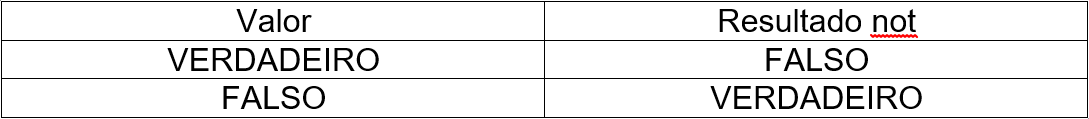 Valor Resultado not
VERDADEIRO FALSO
FALSO VERDADEIRO